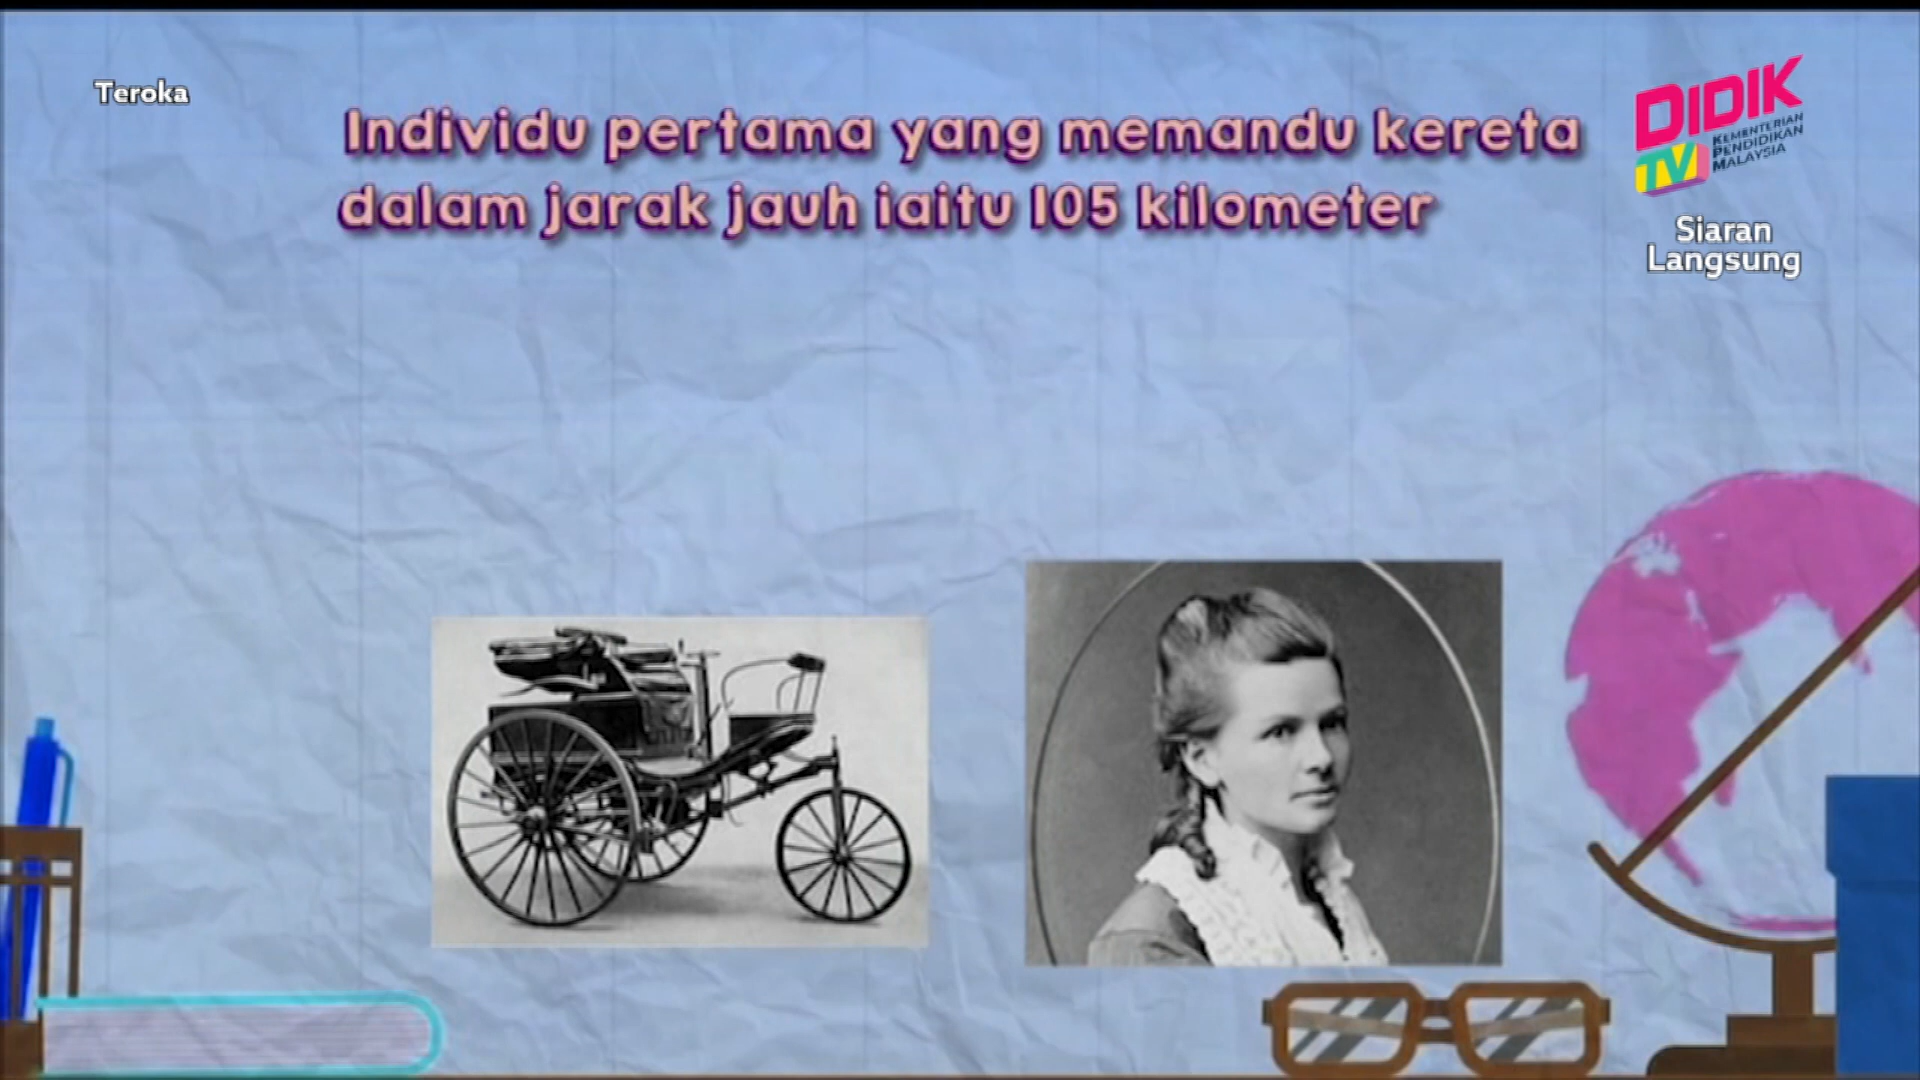 Teroka
Individu pertama yang memandu kereta
dalam jarak jauh iaitu 105 kilometer
DIDIK
TV
KEMENTERIAN
PENDIDIKAN
MALAYSIA
Siaran
Langsung